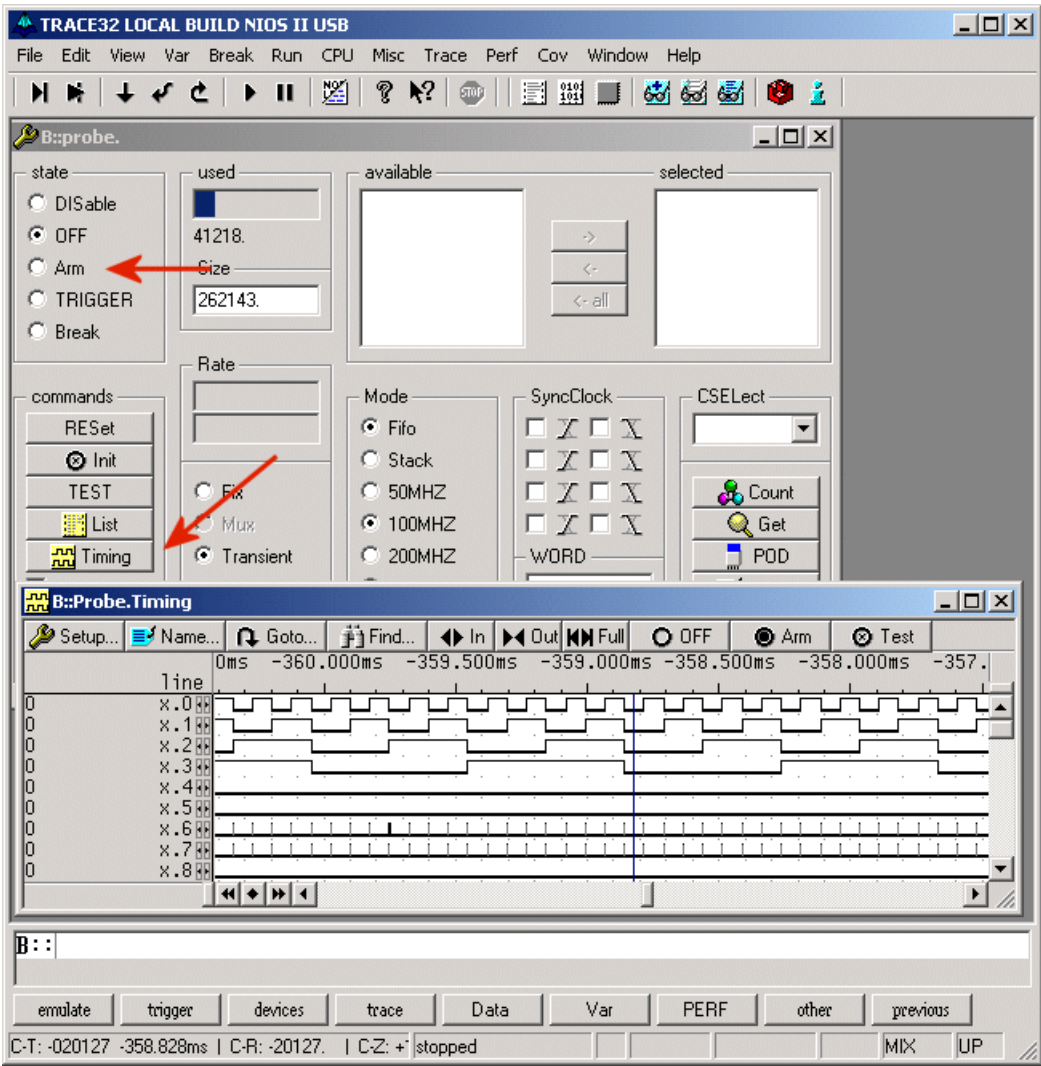 TRACE32 LOCAL BUILD NIOS II USB
File Edit View Var Break Run CPU Misc Trace Perf Cov Window Help
B::probe.
state
DISable
OFF
Arm
TRIGGER
Break
used
41218.
Size
262143.
available
selected
->
<-
<- all
commands
RESet
Init
TEST
List
Timing
Rate
Fix
Mux
Transient
Mode
Fifo
Stack
50MHZ
100MHZ
200MHZ
SyncClock
WORD
CSELect
Count
Get
POD
B::Probe.Timing
Setup... Name... Goto... Find... In Out Full OFF Arm Test
0ms -360.000ms -359.500ms -359.000ms -358.500ms -358.000ms -357.
line
0 x.0
0 x.1
0 x.2
0 x.3
0 x.4
0 x.5
0 x.6
0 x.7
0 x.8
B::
emulate trigger devices trace Data Var PERF other previous
C-T: -020127 -358.828ms | C-R: -20127. | C-Z: + stopped MIX UP